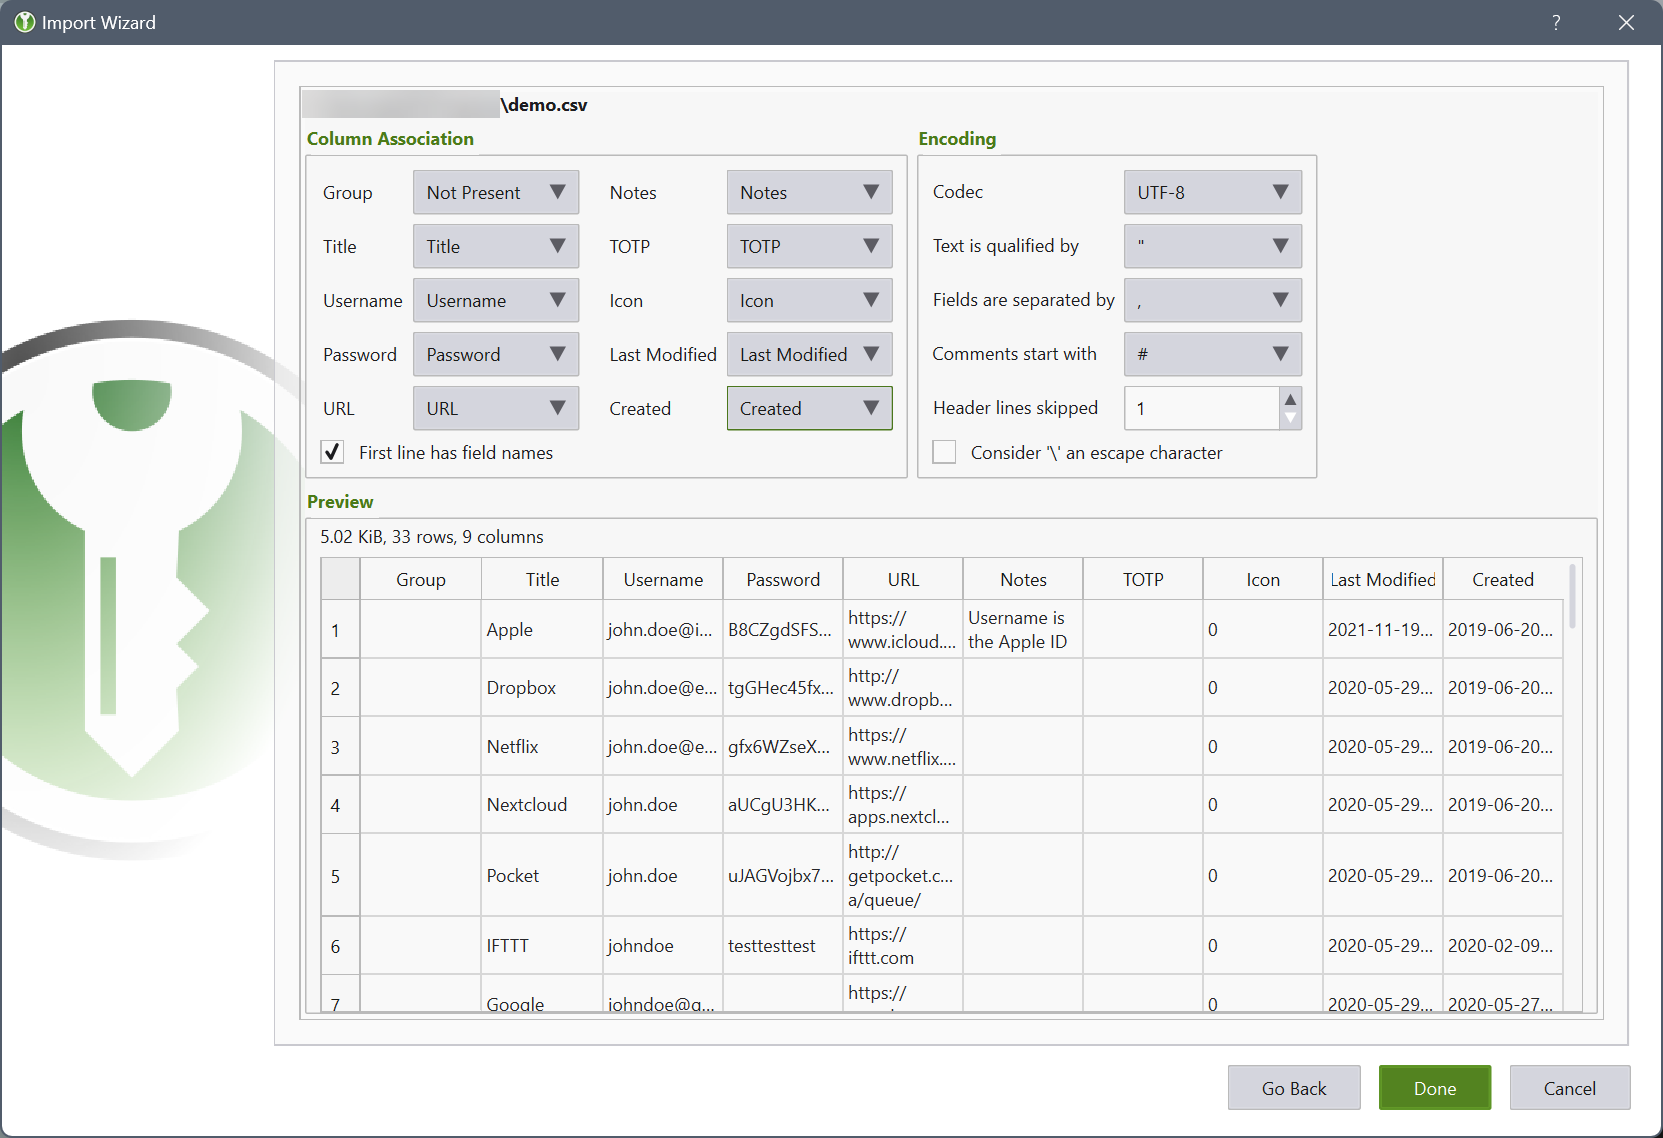 Import Wizard
?
\demo.csv
Column Association
Group Not Present Notes Notes
Title Title TOTP TOTP
Username Username Icon Icon
Password Password Last Modified Last Modified
URL URL Created Created
First line has field names
Encoding
Codec UTF-8
Text is qualified by "
Fields are separated by ,
Comments start with #
Header lines skipped 1
Consider '\' an escape character
Preview
5.02 KiB, 33 rows, 9 columns
Group Title Username Password URL Notes TOTP Icon Last Modified Created
1 Apple john.doe@i... B8CZgdSFS... https:// www.icloud.... Username is the Apple ID 0 2021-11-19... 2019-06-20...
2 Dropbox john.doe@e... tgGHec45fx... http:// www.dropb... 0 2020-05-29... 2019-06-20...
3 Netflix john.doe@e... gfx6WZseX... https:// www.netflix.... 0 2020-05-29... 2019-06-20...
4 Nextcloud john.doe aUCgU3HK... https:// apps.nextcl... 0 2020-05-29... 2019-06-20...
5 Pocket john.doe uJAGVojbx7... http:// getpocket.c... a/queue/ 0 2020-05-29... 2019-06-20...
6 IFTTT johndoe testtesttest https:// ifttt.com 0 2020-05-29... 2020-02-09...
7 Google johndoe@g... https:// 0 2020-05-29... 2020-05-27...
Go Back Done Cancel